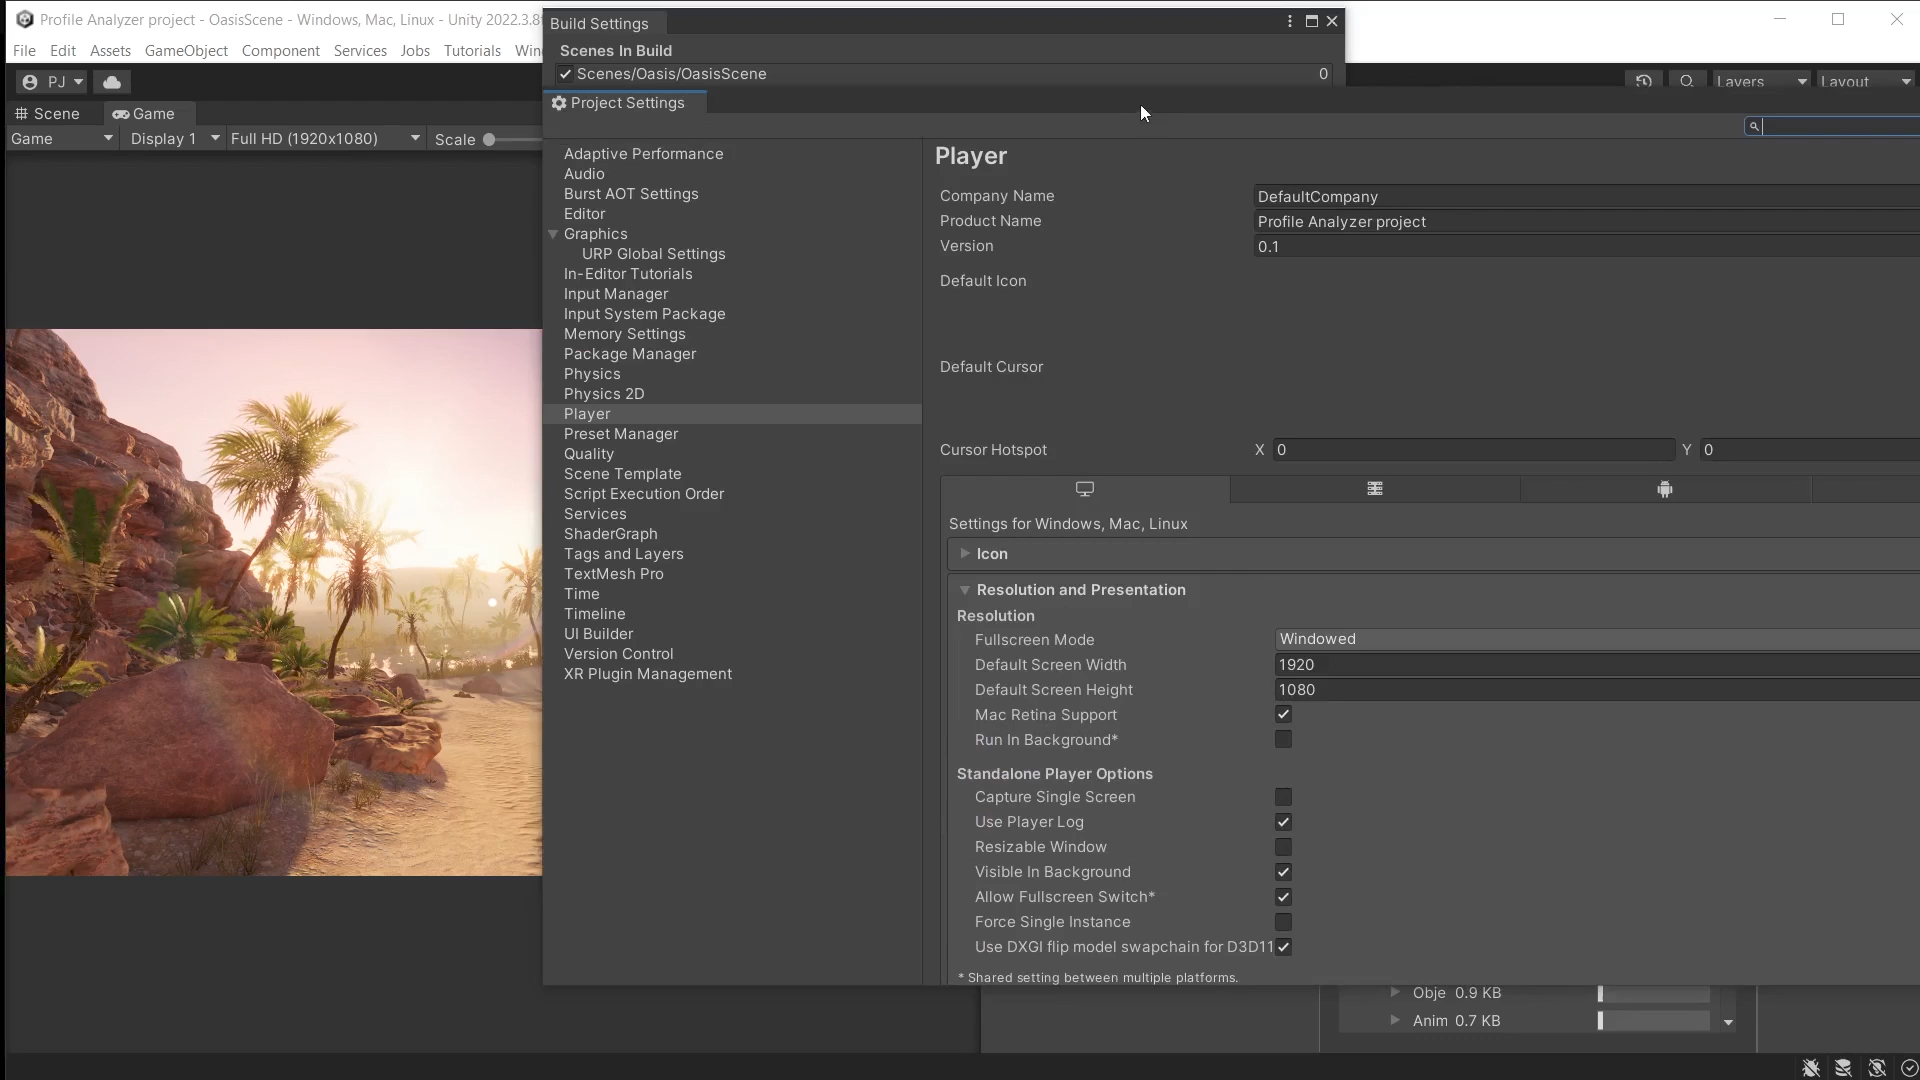 Profile Analyzer project - OasisScene - Windows, Mac, Linux - Unity 2022.3.8f
File Edit Assets GameObject Component Services Jobs Tutorials Win
Build Settings
Scenes In Build
Scenes/Oasis/OasisScene 0
PJ
Layers Layout
Scene Game
Game Display 1 Full HD (1920x1080) Scale
Project Settings
Adaptive Performance
Audio
Burst AOT Settings
Editor
Graphics
URP Global Settings
In-Editor Tutorials
Input Manager
Input System Package
Memory Settings
Package Manager
Physics
Physics 2D
Player
Preset Manager
Quality
Scene Template
Script Execution Order
Services
ShaderGraph
Tags and Layers
TextMesh Pro
Time
Timeline
UI Builder
Version Control
XR Plugin Management
Player
Company Name DefaultCompany
Product Name Profile Analyzer project
Version 0.1
Default Icon
Default Cursor
Cursor Hotspot X 0 Y 0
Settings for Windows, Mac, Linux
Icon
Resolution and Presentation
Resolution
Fullscreen Mode Windowed
Default Screen Width 1920
Default Screen Height 1080
Mac Retina Support
Run In Background*
Standalone Player Options
Capture Single Screen
Use Player Log
Resizable Window
Visible In Background
Allow Fullscreen Switch*
Force Single Instance
Use DXGI flip model swapchain for D3D11
* Shared setting between multiple platforms.
Obje 0.9 KB
Anim 0.7 KB